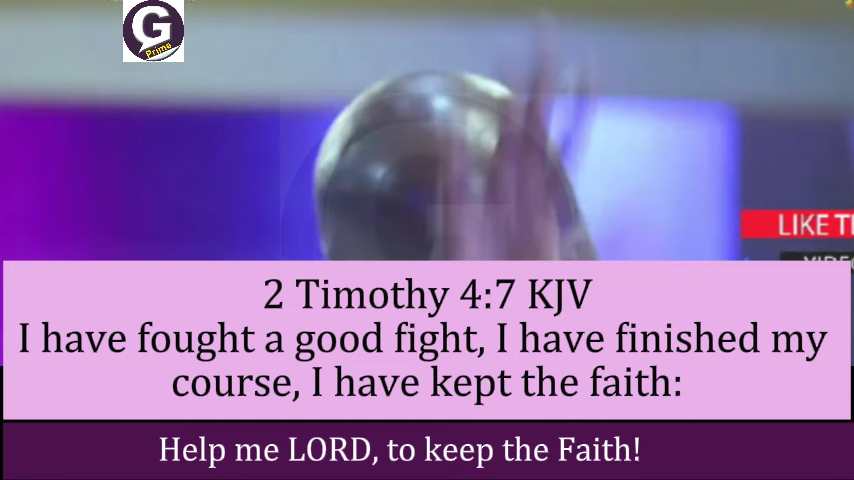 G
Prime
LIKE T
2 Timothy 4:7 KJV
I have fought a good fight, I have finished my
course, I have kept the faith:
Help me LORD, to keep the Faith!